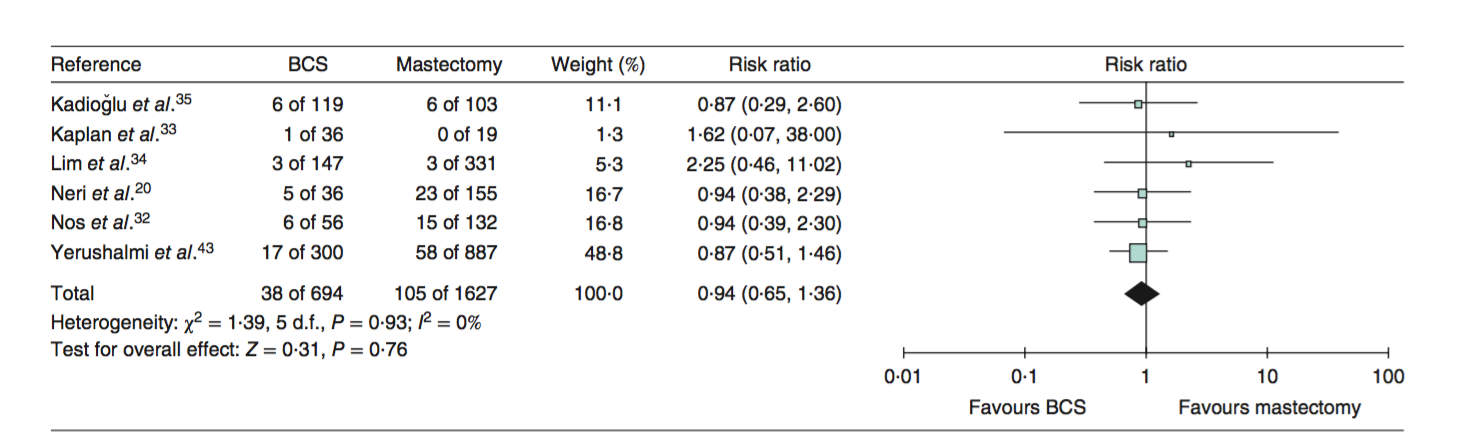 Reference BCS Mastectomy Weight (%) Risk ratio Risk ratio
Kadioğlu et al.35 6 of 119 6 of 103 11·1 0·87 (0·29, 2·60)
Kaplan et al.33 1 of 36 0 of 19 1·3 1·62 (0·07, 38·00)
Lim et al.34 3 of 147 3 of 331 5·3 2·25 (0·46, 11·02)
Neri et al.20 5 of 36 23 of 155 16·7 0·94 (0·38, 2·29)
Nos et al.32 6 of 56 15 of 132 16·8 0·94 (0·39, 2·30)
Yerushalmi et al.43 17 of 300 58 of 887 48·8 0·87 (0·51, 1·46)
Total 38 of 694 105 of 1627 100·0 0·94 (0·65, 1·36)
Heterogeneity: χ2 = 1·39, 5 d.f., P = 0·93; I2 = 0%
Test for overall effect: Z = 0·31, P = 0·76
0·01 0·1 1 10 100
Favours BCS Favours mastectomy